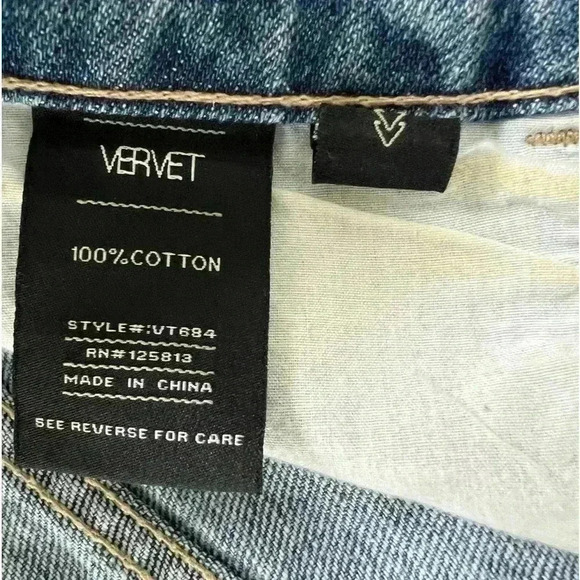 VERVET
100% COTTON
STYLE#:VT684
RN#125813
MADE IN CHINA
SEE REVERSE FOR CARE